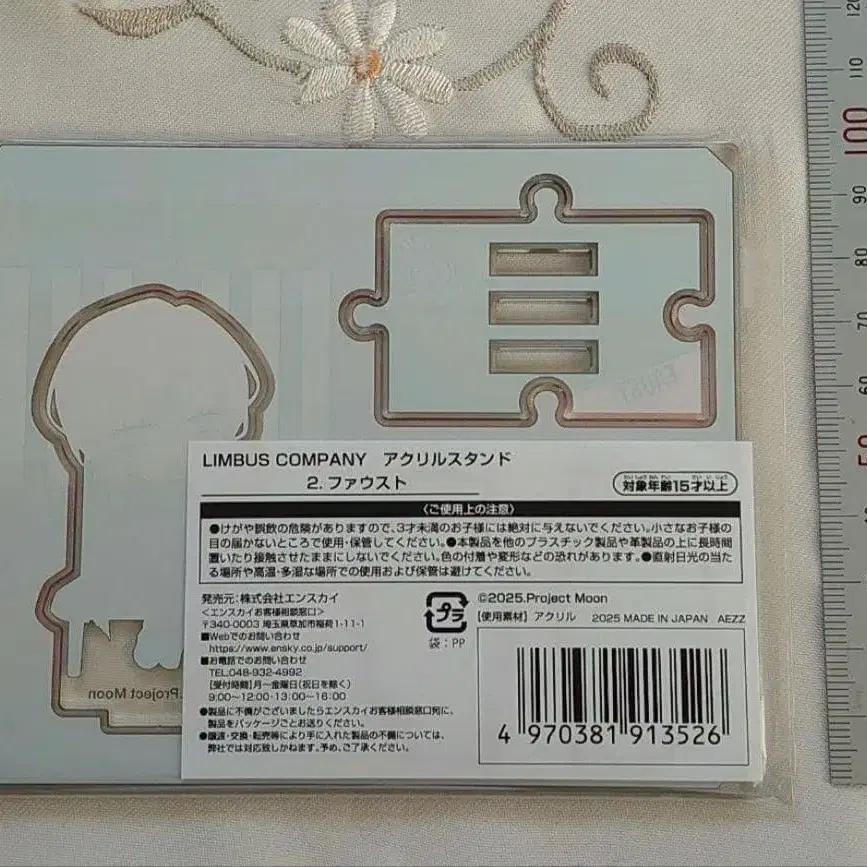 LIMBUS COMPANY アクリルスタンド
2. ファウスト
対象年齢15才以上
〈ご使用上の注意〉
●けがや誤飲の危険がありますので、3才未満のお子様には絶対に与えないでください。小さなお子様の
目の届かないところで使用・保管してください。●本製品を他のプラスチック製品や革製品の上に長時間
置いたり接触させたままにしないでください。色の付着や変形などの恐れがあります。●直射日光の当た
る場所や高温・多湿な場所での使用および保管は避けてください。
発売元:株式会社エンスカイ
<エンスカイお客様相談窓口>
〒340-0003 埼玉県草加市稲荷1-11-1
■Webでのお問い合わせ
https://www.ensky.co.jp/support/
■お電話でのお問い合わせ
TEL.048-932-4992
[受付時間]月〜金曜日(祝日を除く)
9:00〜12:00・13:00〜16:00
●製品に不備がございましたらエンスカイお客様相談窓口宛に、
製品をパッケージごとお送りください。
●譲渡・交換・転売等により手に入れた製品の不備については、
弊社では対応致しかねます。予め、ご了承ください。
プラ
袋:PP
©2025.Project Moon
【使用素材】アクリル 2025 MADE IN JAPAN AEZZ
4 970381 913526
.Project Moon
FAUST
110
100
90
80
70
60
50